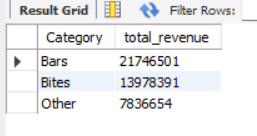 Result Grid Filter Rows:
Category total_revenue
Bars 21746501
Bites 13978391
Other 7836654